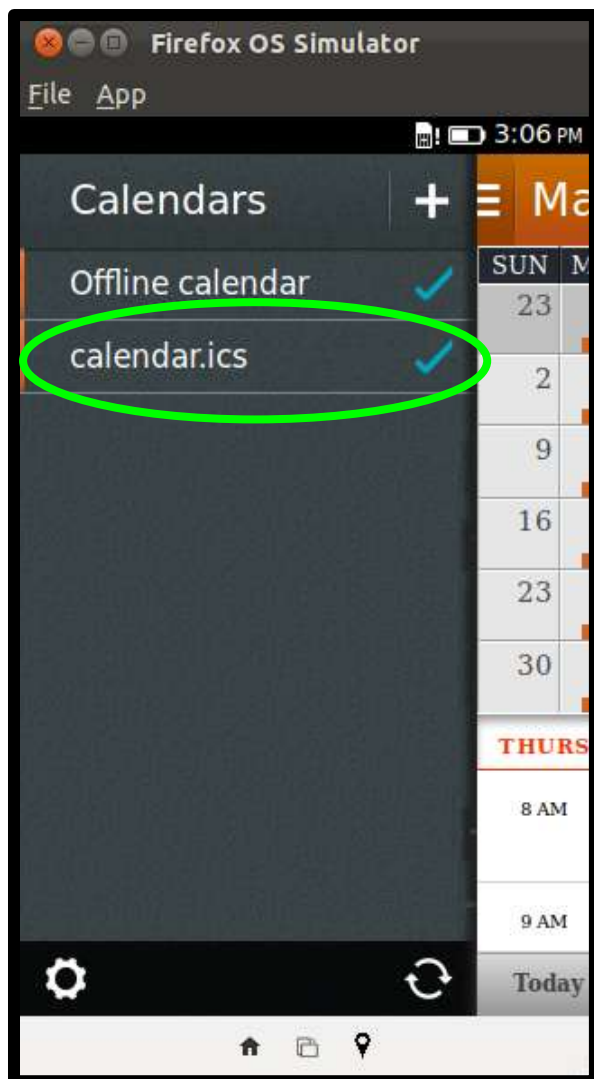 Firefox OS Simulator
File App
3:06 PM
Calendars
Ma
Offline calendar
calendar.ics
SUN M
23
2
9
16
23
30
THURS
8 AM
9 AM
Today